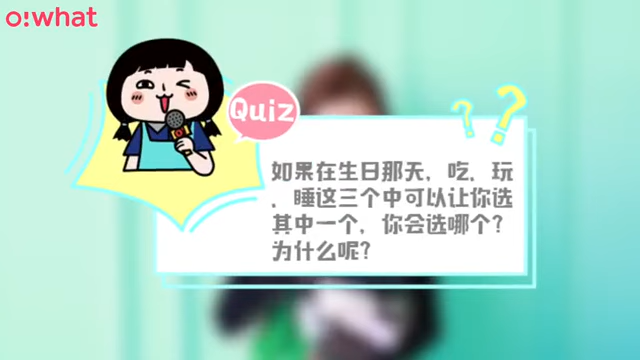 O!what
Quiz
??
如果在生日那天，吃，玩
，睡这三个中可以让你选
其中一个，你会选哪个？
为什么呢？